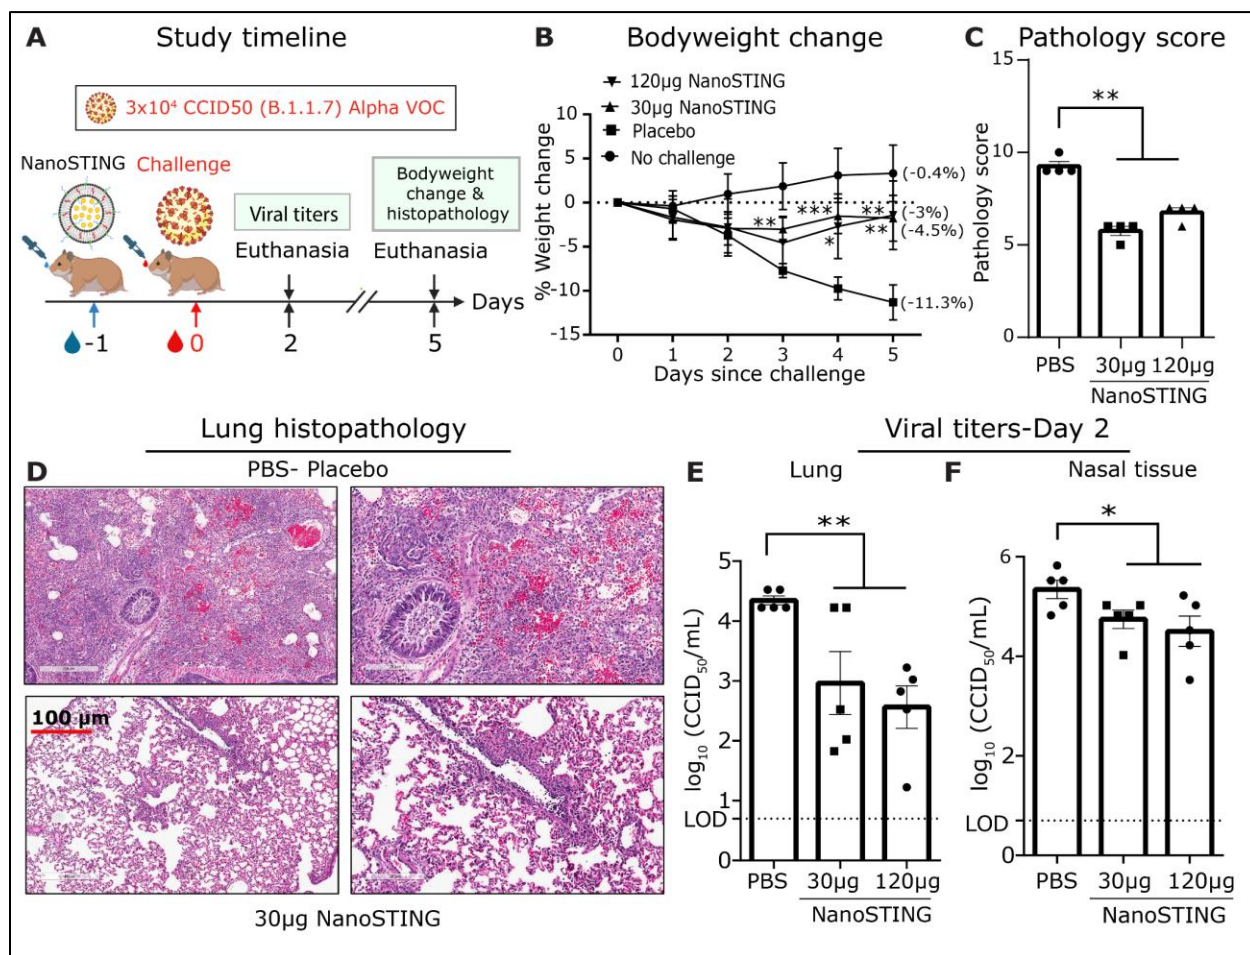 A Study timeline
3x10⁴ CCID50 (B.1.1.7) Alpha VOC
NanoSTING
Challenge
Viral titers
Bodyweight
change &
histopathology
Euthanasia
Euthanasia
Days
-1
0
2
5
B Bodyweight change
120µg NanoSTING
30µg NanoSTING
Placebo
No challenge
% Weight change
10
5
0
-5
-10
-15
(-0.4%)
(-3%)
(-4.5%)
(-11.3%)
**
***
**
*
**
0 1 2 3 4 5
Days since challenge
C Pathology score
Pathology score
15
10
5
0
**
PBS 30µg 120µg
NanoSTING
Lung histopathology
D PBS- Placebo
100 µm
30µg NanoSTING
Viral titers-Day 2
E Lung
log₁₀ (CCID₅₀/mL)
5
4
3
2
1
LOD
0
**
PBS 30µg 120µg
NanoSTING
F Nasal tissue
log₁₀ (CCID₅₀/mL)
6
4
2
LOD
0
*
PBS 30µg 120µg
NanoSTING